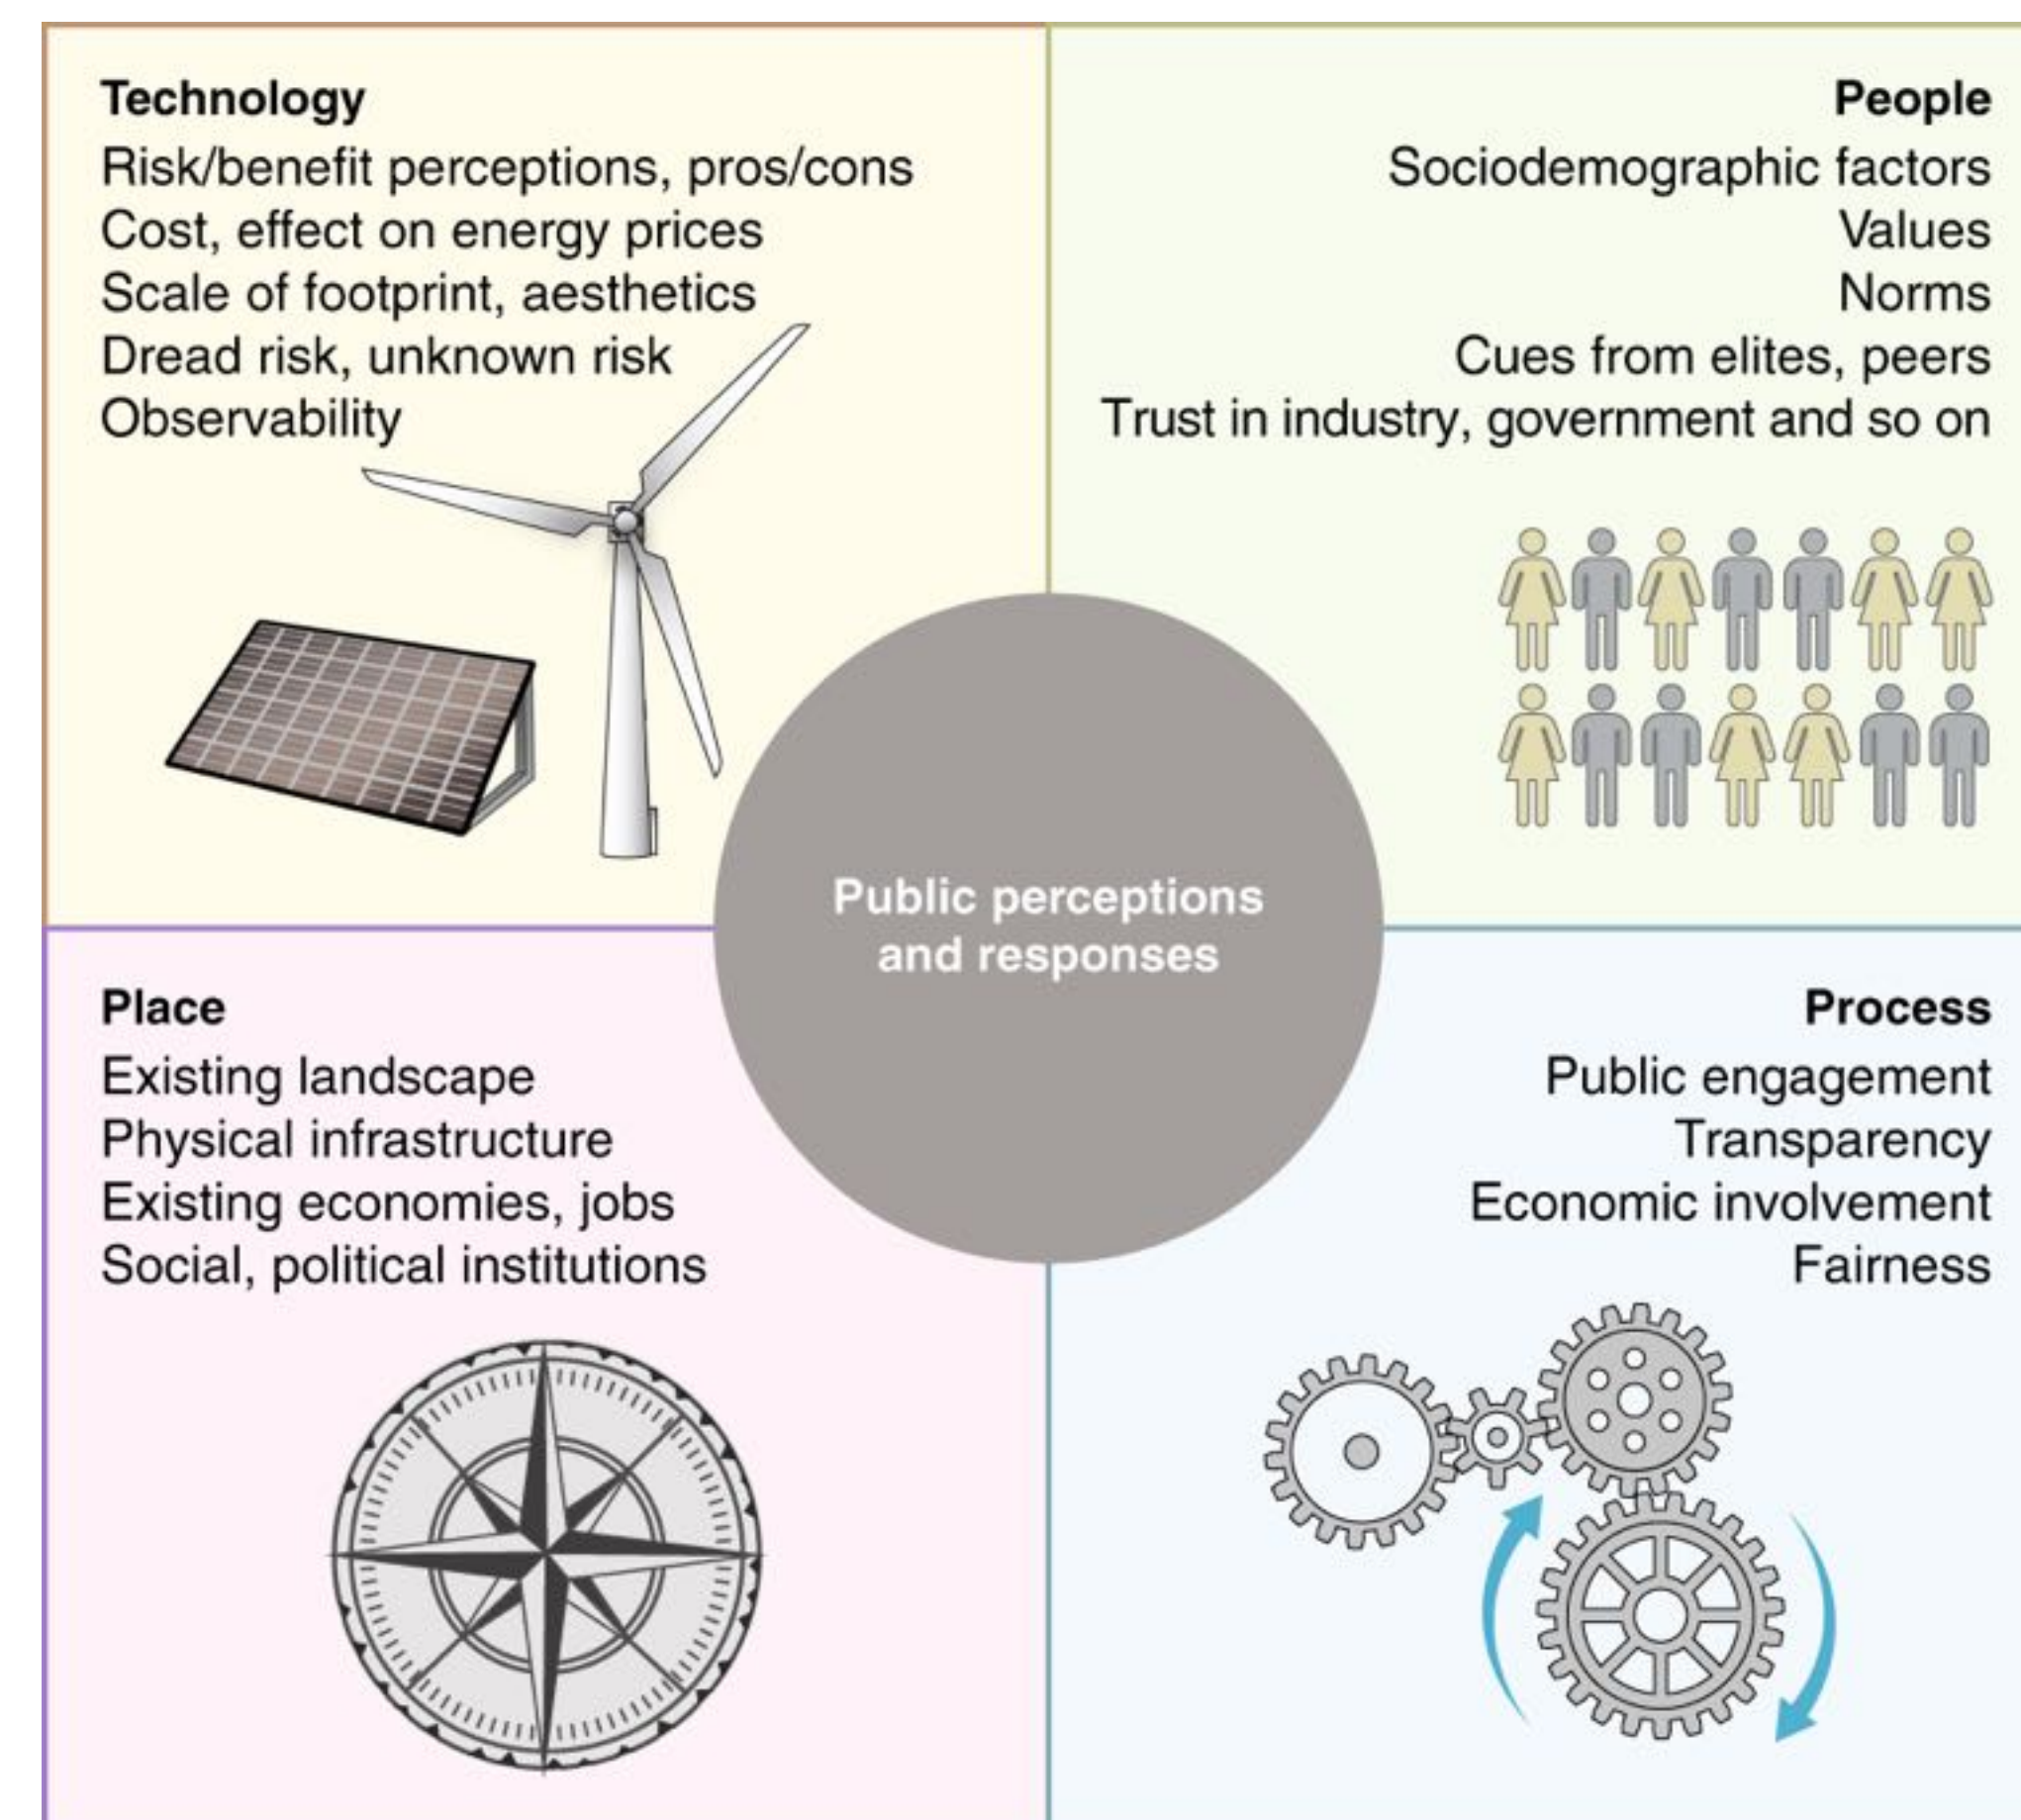 Technology
Risk/benefit perceptions, pros/cons
Cost, effect on energy prices
Scale of footprint, aesthetics
Dread risk, unknown risk
Observability
People
Sociodemographic factors
Values
Norms
Cues from elites, peers
Trust in industry, government and so on
Public perceptions
and responses
Place
Existing landscape
Physical infrastructure
Existing economies, jobs
Social, political institutions
Process
Public engagement
Transparency
Economic involvement
Fairness